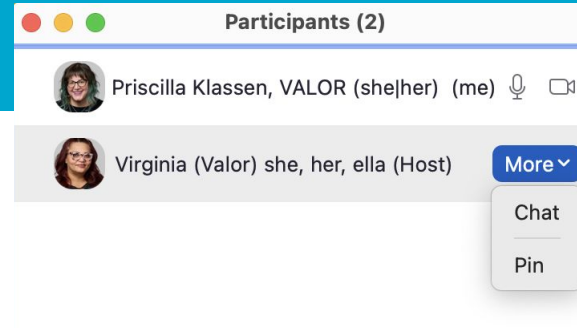 Participants (2)
Priscilla Klassen, VALOR (she|her) (me)
Virginia (Valor) she, her, ella (Host) More
Chat
Pin